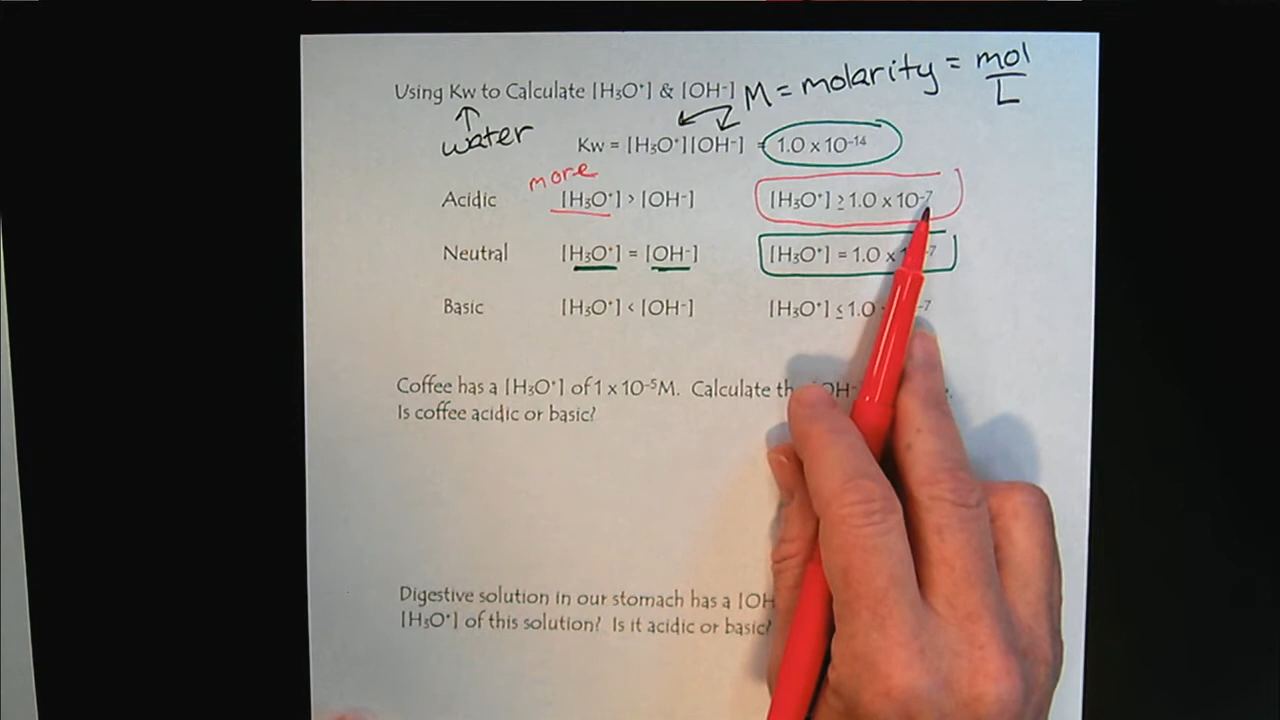 Using Kw to Calculate [H₃O⁺] & [OH⁻] M = molarity = mol/L
water
Kw = [H₃O⁺][OH⁻] = 1.0 x 10⁻¹⁴
more
Acidic [H₃O⁺] > [OH⁻] [H₃O⁺] ≥ 1.0 x 10⁻⁷
Neutral [H₃O⁺] = [OH⁻] [H₃O⁺] = 1.0 x
Basic [H₃O⁺] < [OH⁻] [H₃O⁺] ≤ 1.0 ⁻⁷
Coffee has a [H₃O⁺] of 1 x 10⁻⁵M. Calculate OH⁻
Is coffee acidic or basic?
Digestive solution in our stomach has a [OH
[H₃O⁺] of this solution? Is it acidic or basic?